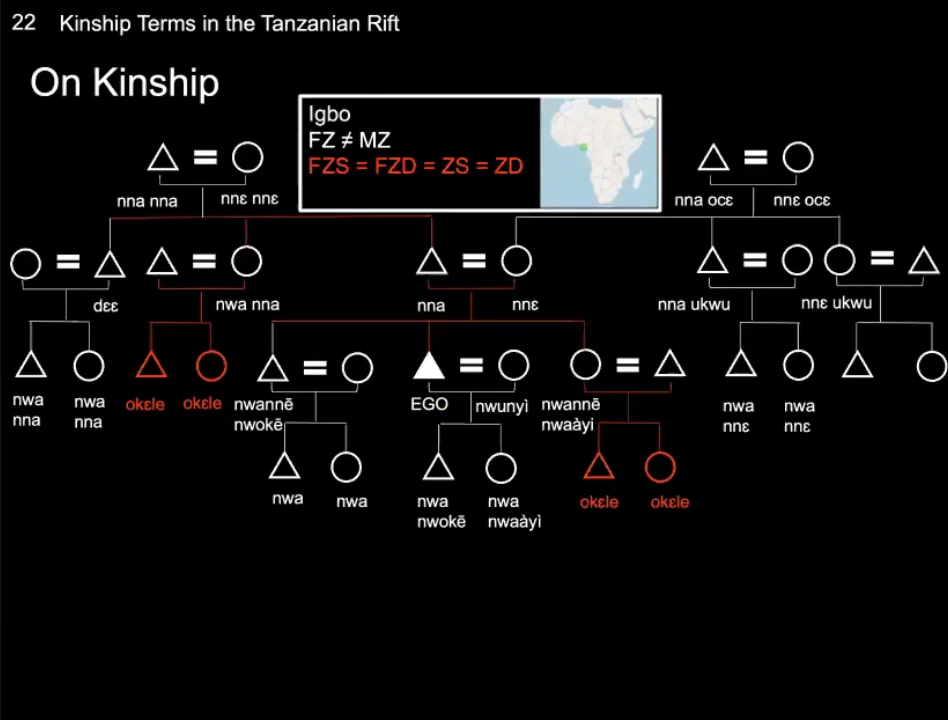 22 Kinship Terms in the Tanzanian Rift
On Kinship
Igbo
FZ ≠ MZ
FZS = FZD = ZS = ZD
nna nna
nnɛ nnɛ
nna ocɛ
nnɛ ocɛ
dɛɛ
nwa nna
nna
nnɛ
nna ukwu
nnɛ ukwu
nwa
nna
nwa
nna
okɛle
okɛle
nwannē
nwokē
EGO
nwunyì
nwannē
nwaàyi
nwa
nnɛ
nwa
nnɛ
nwa
nwa
nwa
nwokē
nwa
nwaàyì
okɛle
okɛle